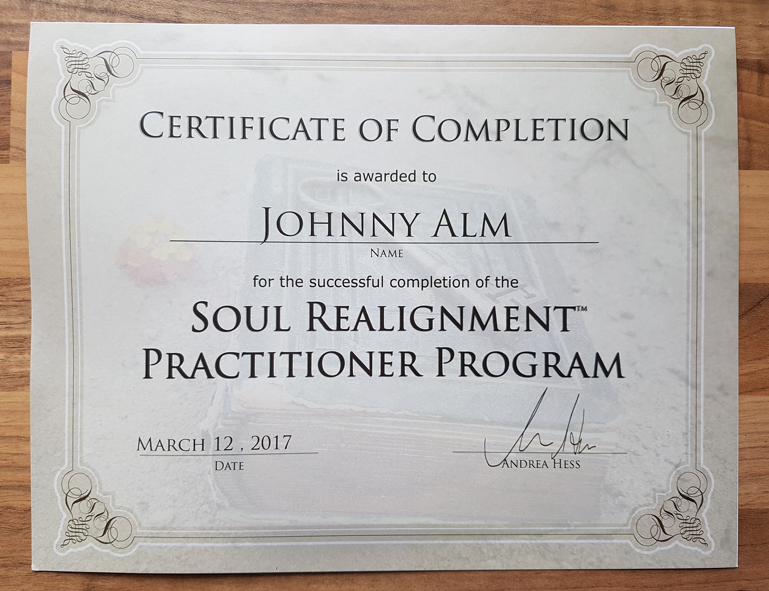 CERTIFICATE OF COMPLETION
is awarded to
JOHNNY ALM
NAME
for the successful completion of the
SOUL REALIGNMENT™
PRACTITIONER PROGRAM
MARCH 12 , 2017
DATE
ANDREA HESS